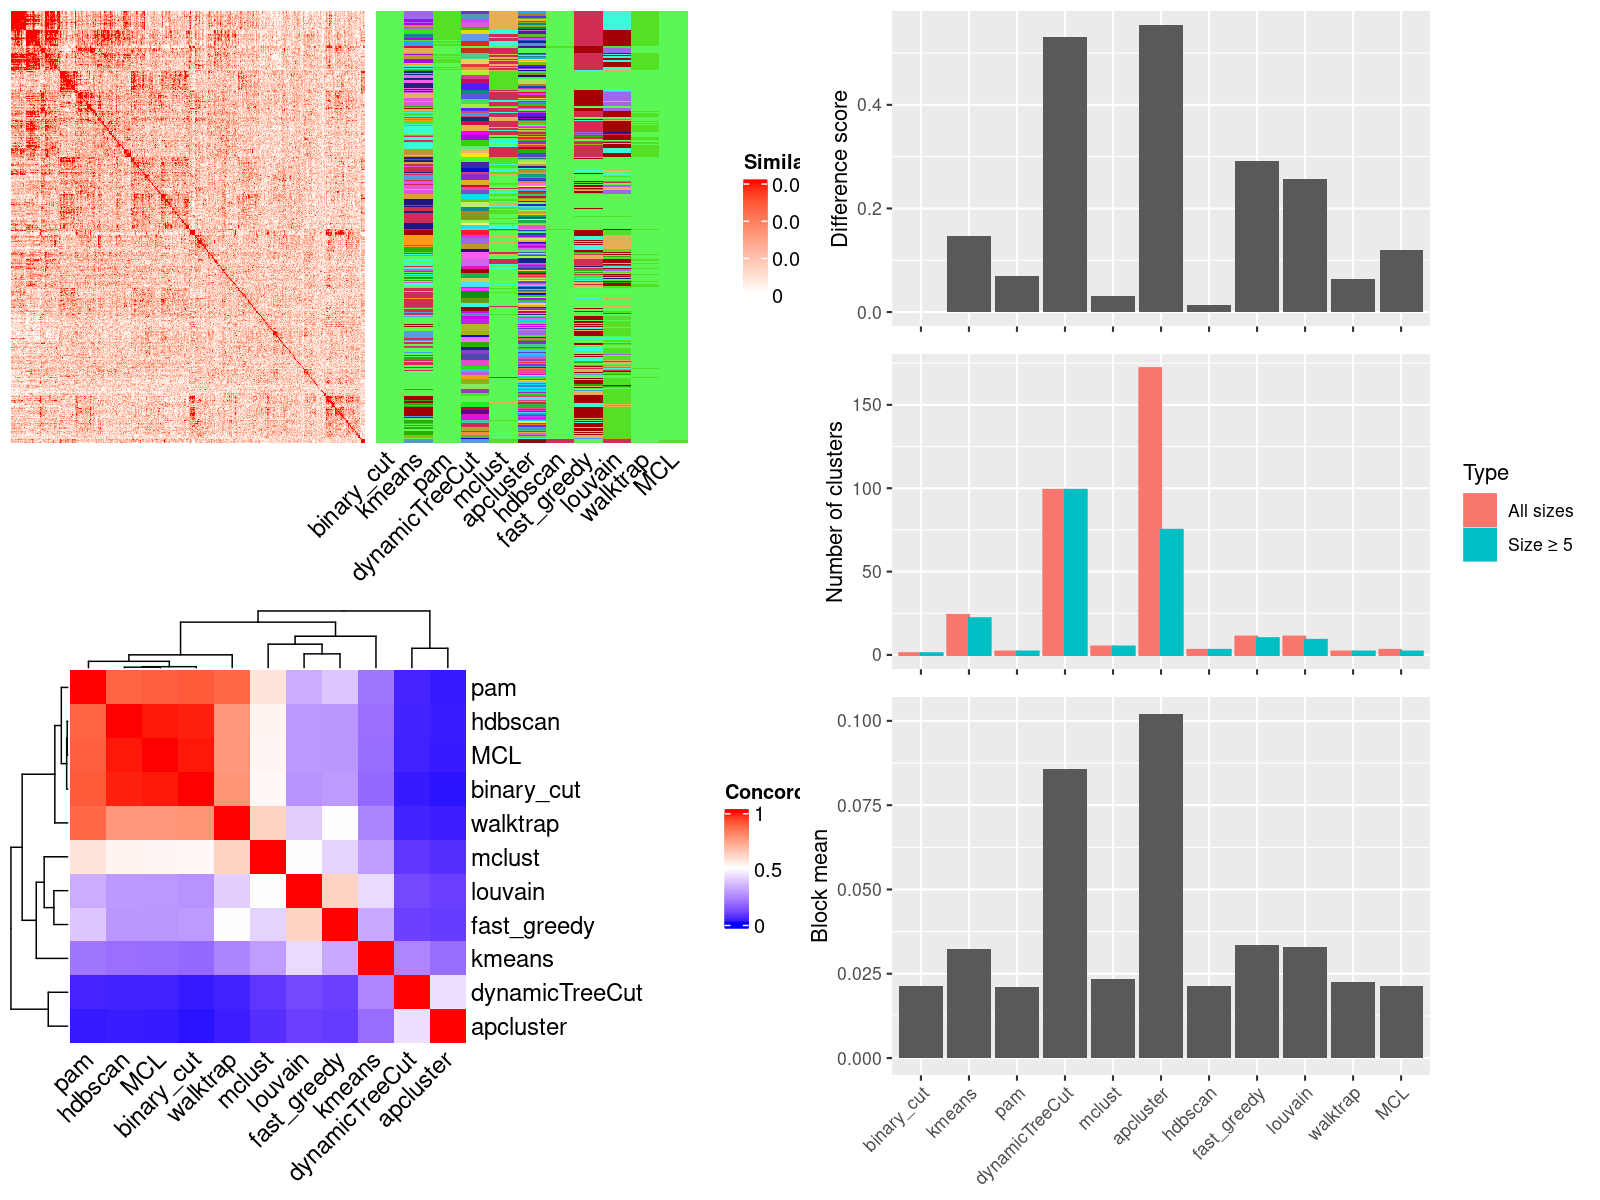 Simila
0.0
0.0
0.0
0
binary_cut
kmeans
pam
dynamicTreeCut
mclust
apcluster
hdbscan
fast_greedy
louvain
walktrap
MCL
pam
hdbscan
MCL
binary_cut
walktrap
mclust
louvain
fast_greedy
kmeans
dynamicTreeCut
apcluster
pam
hdbscan
MCL
binary_cut
walktrap
mclust
louvain
fast_greedy
kmeans
dynamicTreeCut
apcluster
Concord
1
0.5
0
Difference score
0.4
0.2
0.0
Number of clusters
150
100
50
0
Type
All sizes
Size ≥ 5
Block mean
0.100
0.075
0.050
0.025
0.000
binary_cut
kmeans
pam
dynamicTreeCut
mclust
apcluster
hdbscan
fast_greedy
louvain
walktrap
MCL